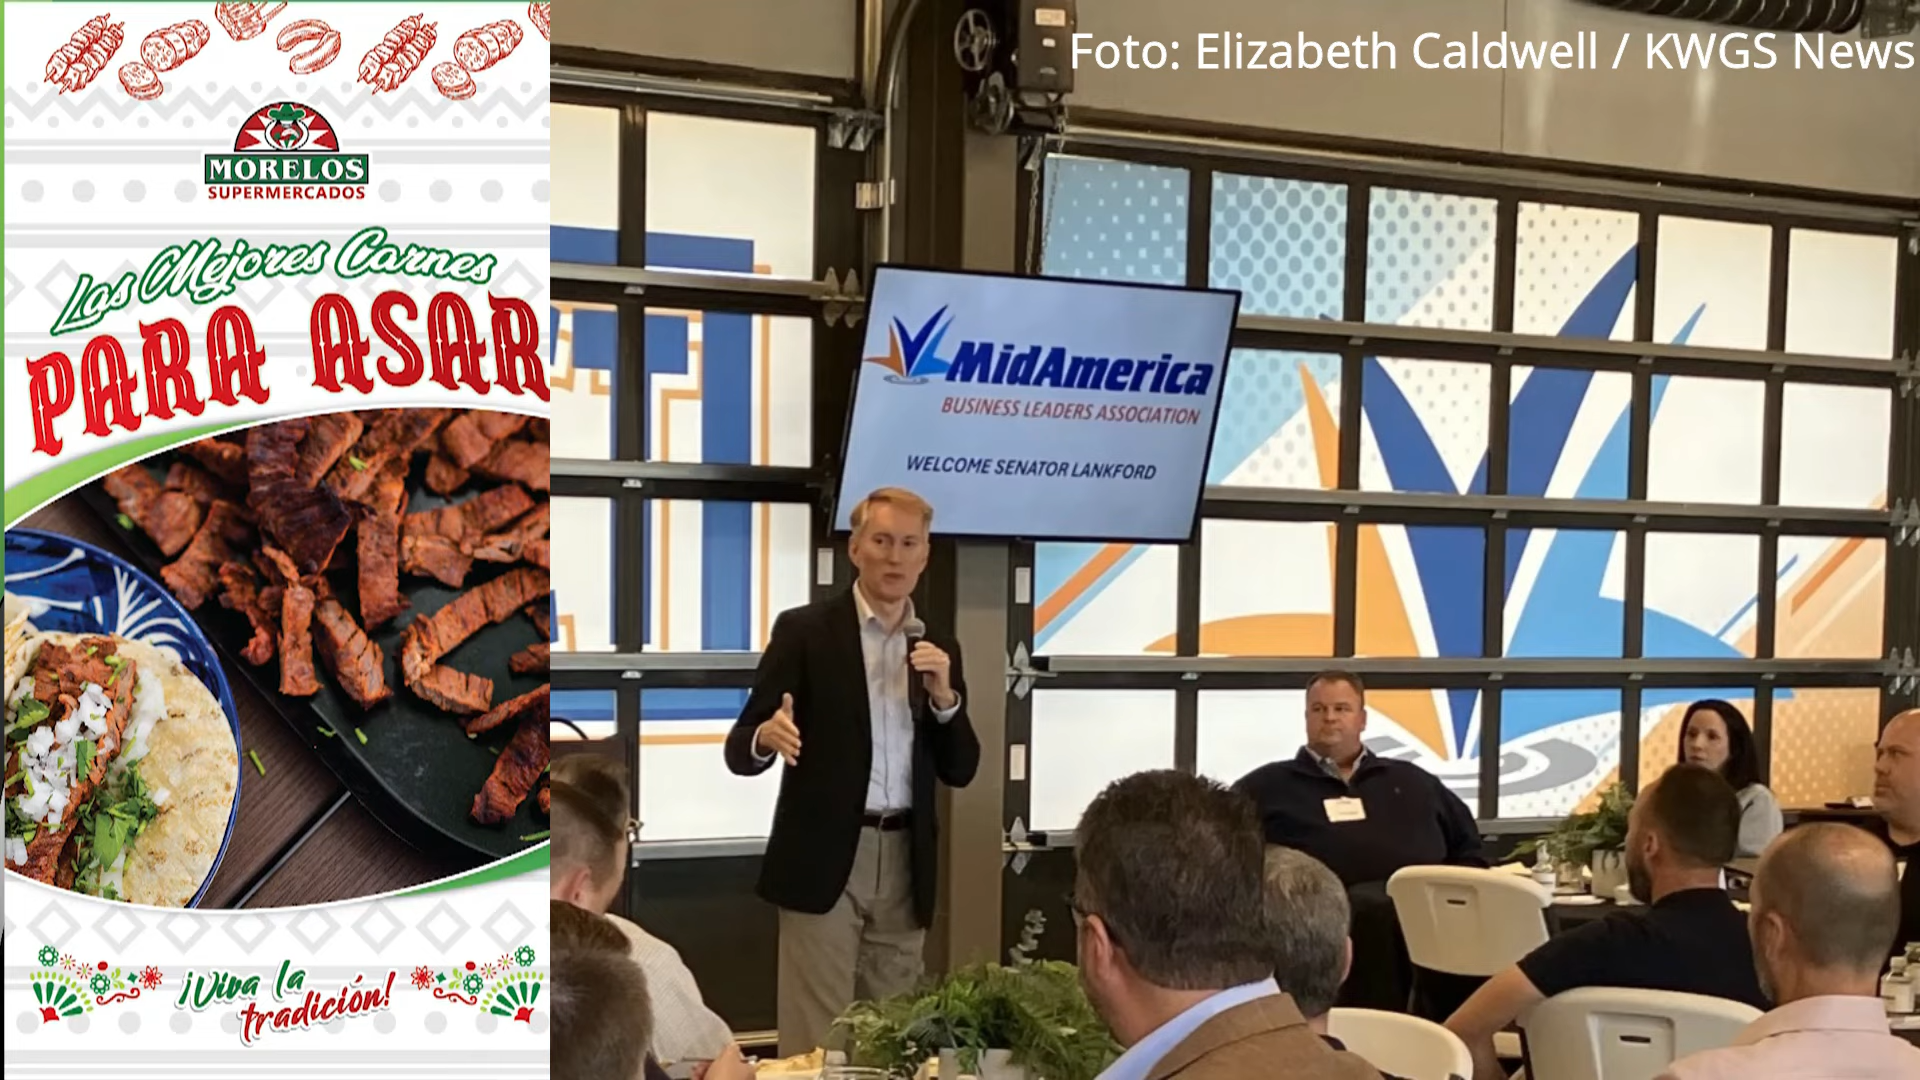 MORELOS
SUPERMERCADOS
Las Mejores Carnes
PARA ASAR
¡Viva la
tradición!
Foto: Elizabeth Caldwell / KWGS News
MidAmerica
BUSINESS LEADERS ASSOCIATION
WELCOME SENATOR LANKFORD